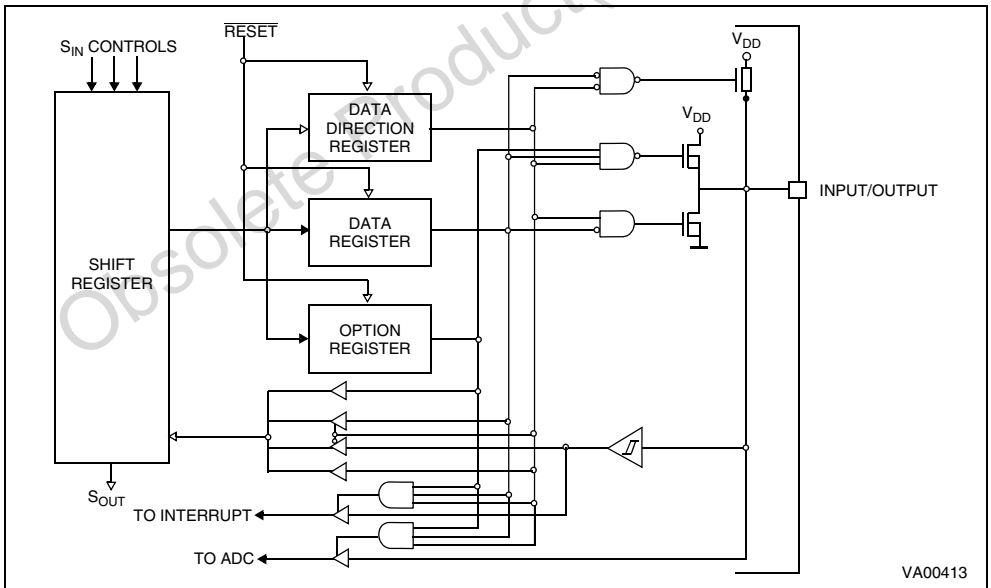 Obsolete Product(
RESET
S_IN CONTROLS
V_DD
DATA
DIRECTION
REGISTER
V_DD
INPUT/OUTPUT
DATA
REGISTER
SHIFT
REGISTER
OPTION
REGISTER
S_OUT
TO INTERRUPT
TO ADC
VA00413